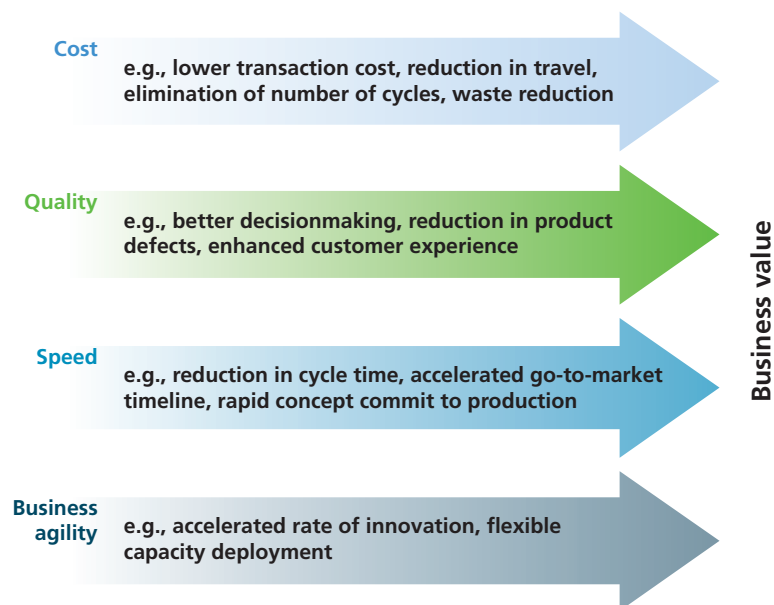 Cost
e.g., lower transaction cost, reduction in travel,
elimination of number of cycles, waste reduction
Quality
e.g., better decisionmaking, reduction in product
defects, enhanced customer experience
Speed
e.g., reduction in cycle time, accelerated go-to-market
timeline, rapid concept commit to production
Business
agility
e.g., accelerated rate of innovation, flexible
capacity deployment
Business value